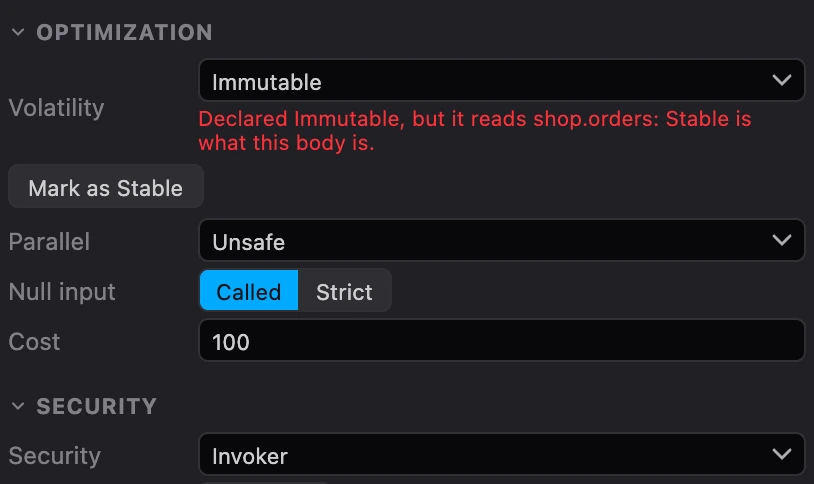 OPTIMIZATION
Volatility
Immutable
Declared Immutable, but it reads shop.orders: Stable is
what this body is.
Mark as Stable
Parallel
Unsafe
Null input
Called
Strict
Cost
100
SECURITY
Security
Invoker